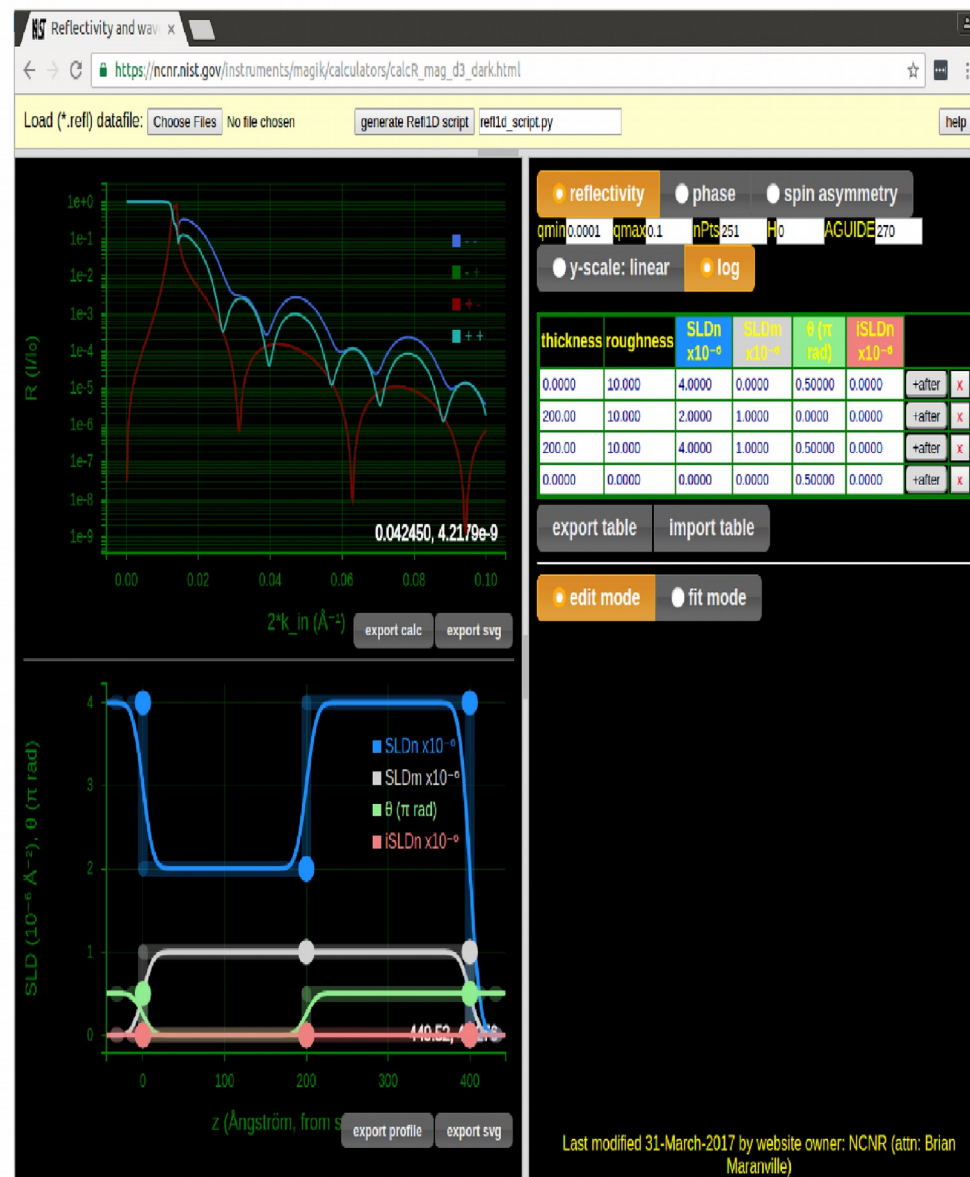 NIST Reflectivity and wav x
https://ncnr.nist.gov/instruments/magik/calculators/calcR_mag_d3_dark.html
Load (*.refl) datafile: Choose Files No file chosen generate Refl1D script refl1d_script.py help
reflectivity phase spin asymmetry
qmin 0.0001 qmax 0.1 nPts 251 H 0 AGUIDE 270
y-scale: linear log
thickness roughness SLDn x10⁻⁶ SLDm x10⁻⁶ θ (π rad) iSLDn x10⁻⁶
0.0000 10.000 4.0000 0.0000 0.50000 0.0000 +after x
200.00 10.000 2.0000 1.0000 0.0000 0.0000 +after x
200.00 10.000 4.0000 1.0000 0.50000 0.0000 +after x
0.0000 0.0000 0.0000 0.0000 0.50000 0.0000 +after x
export table import table
edit mode fit mode
R (I/I₀)
1e+0
1e-1
1e-2
1e-3
1e-4
1e-5
1e-6
1e-7
1e-8
1e-9
- -
- +
+ -
+ +
0.042450, 4.2179e-9
0.00 0.02 0.04 0.06 0.08 0.10
2*k_in (Å⁻¹)
export calc export svg
SLD (10⁻⁶ Å⁻²), θ (π rad)
4
3
2
1
0
SLDn x10⁻⁶
SLDm x10⁻⁶
θ (π rad)
iSLDn x10⁻⁶
0 100 200 300 400
z (Ångström, from s
export profile export svg
Last modified 31-March-2017 by website owner: NCNR (attn: Brian
Maranville)